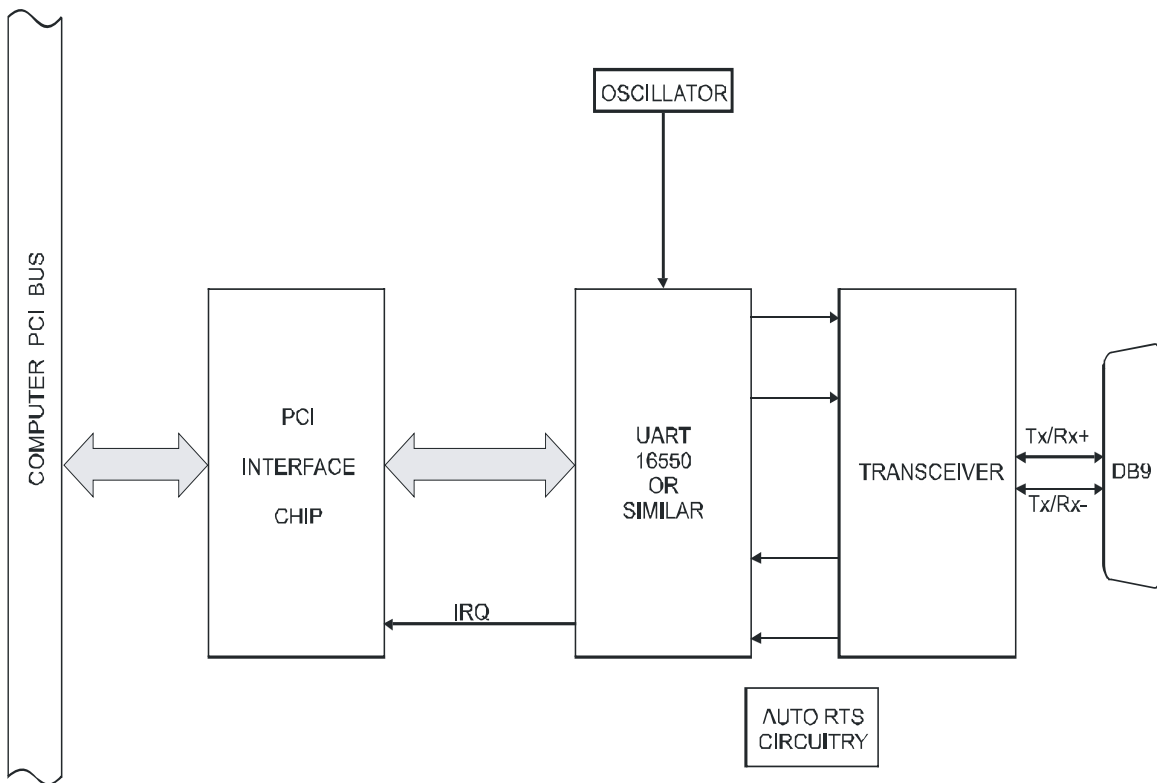 OSCILLATOR
COMPUTER PCI BUS
PCI
INTERFACE
CHIP
UART
16550
OR
SIMILAR
TRANSCEIVER
Tx/Rx+
Tx/Rx-
DB9
IRQ
AUTO RTS
CIRCUITRY